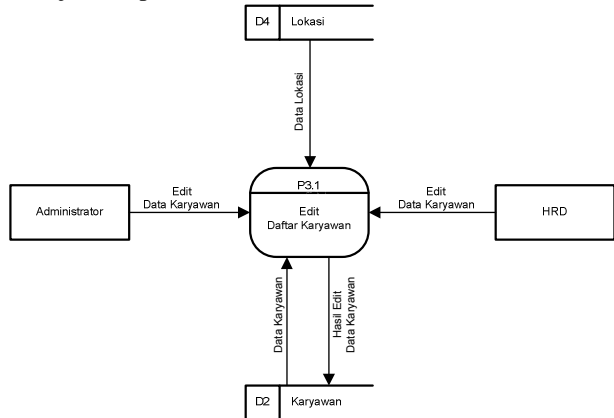 D4 Lokasi
Data Lokasi
P3.1
Edit
Data Karyawan
Edit
Data Karyawan
Administrator
Edit
Daftar Karyawan
HRD
Data Karyawan
Hasil Edit
Data Karyawan
D2 Karyawan